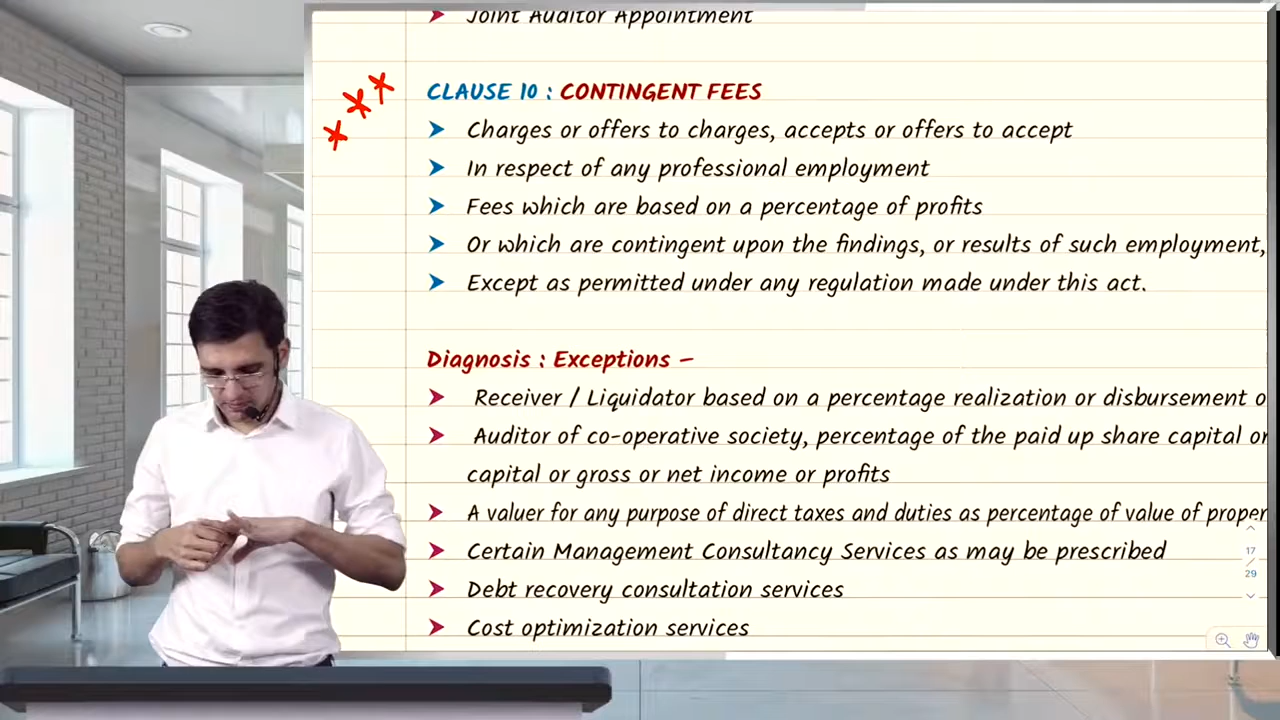 Joint Auditor Appointment
CLAUSE 10 : CONTINGENT FEES
Charges or offers to charges, accepts or offers to accept
In respect of any professional employment
Fees which are based on a percentage of profits
Or which are contingent upon the findings, or results of such employment,
Except as permitted under any regulation made under this act.
Diagnosis : Exceptions –
Receiver / Liquidator based on a percentage realization or disbursement o
Auditor of co-operative society, percentage of the paid up share capital or
capital or gross or net income or profits
A valuer for any purpose of direct taxes and duties as percentage of value of proper
Certain Management Consultancy Services as may be prescribed
17
/
29
Debt recovery consultation services
Cost optimization services